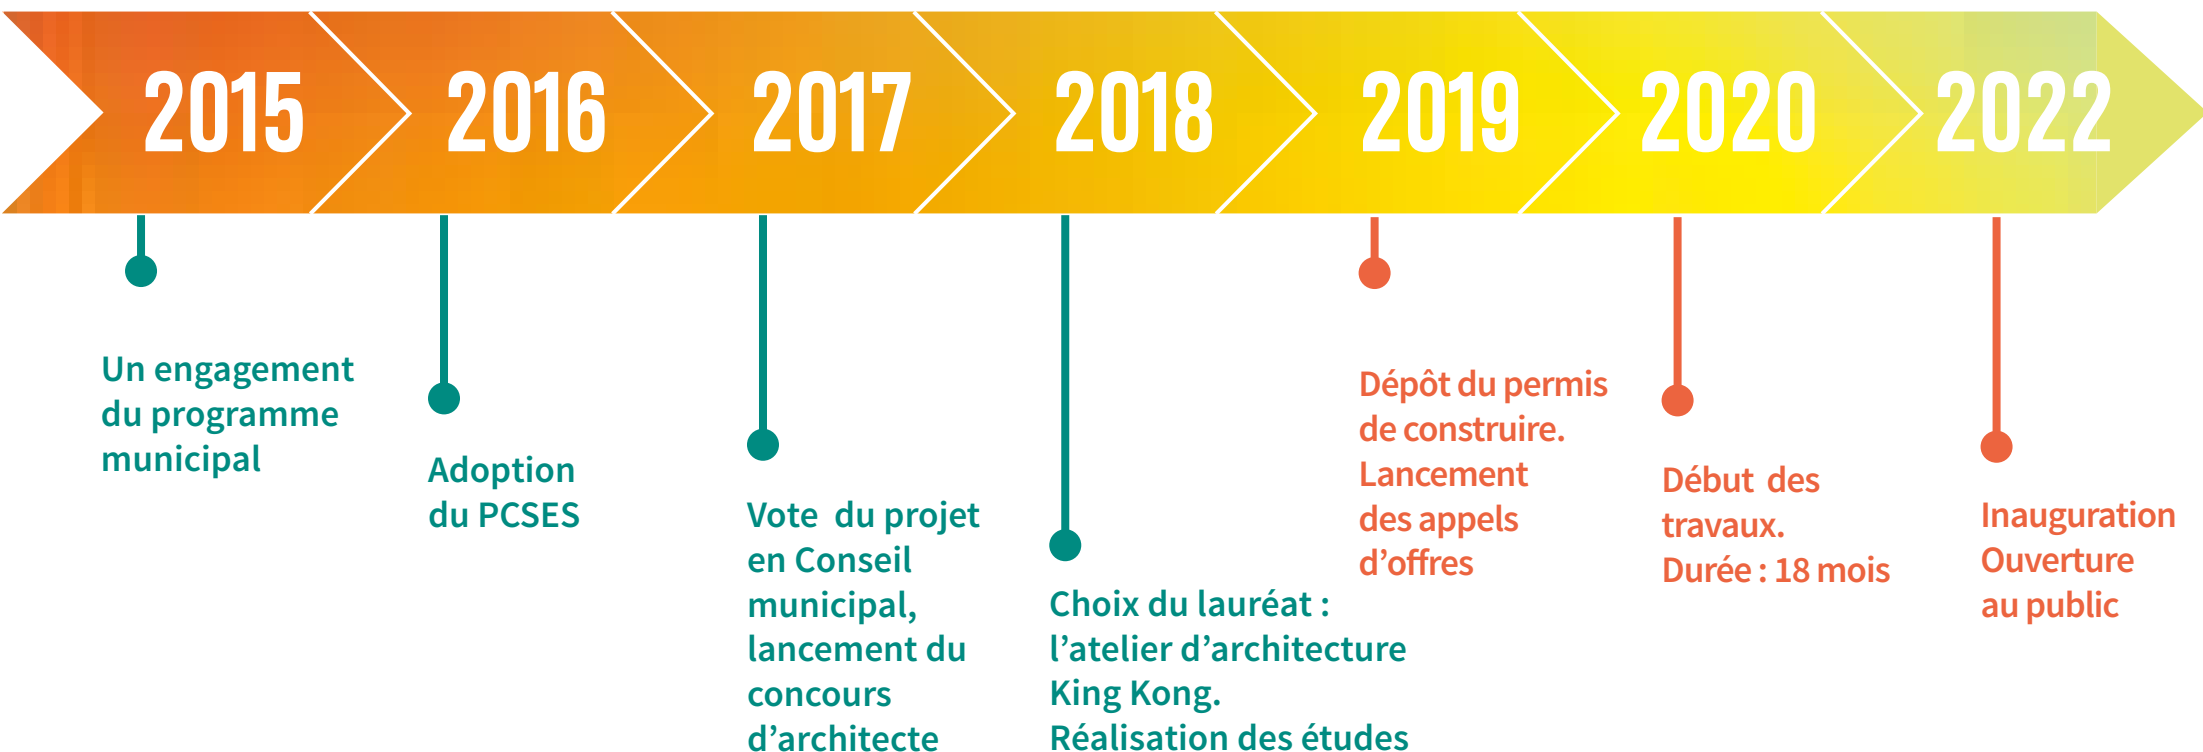 2015
2016
2017
2018
2019
2020
2022
Un engagement
du programme
municipal
Adoption
du PCSES
Vote du projet
en Conseil
municipal,
lancement du
concours
d’architecte
Choix du lauréat :
l’atelier d’architecture
King Kong.
Réalisation des études
Dépôt du permis
de construire.
Lancement
des appels
d’offres
Début des
travaux.
Durée : 18 mois
Inauguration
Ouverture
au public